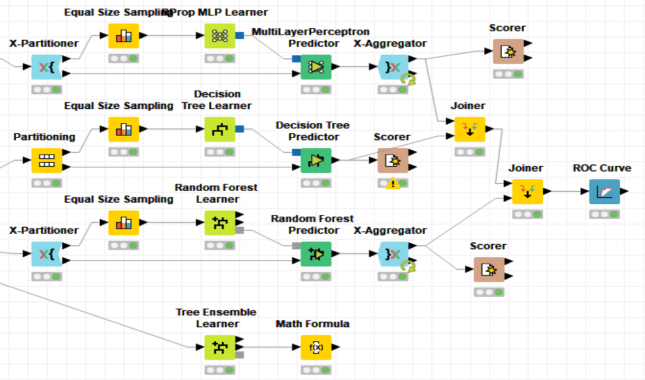 Equal Size Sampling
RProp MLP Learner
X-Partitioner
MultiLayerPerceptron
Predictor
X-Aggregator
Scorer
Equal Size Sampling
Decision
Tree Learner
Partitioning
Decision Tree
Predictor
Scorer
Joiner
Joiner
ROC Curve
Equal Size Sampling
Random Forest
Learner
X-Partitioner
Random Forest
Predictor
X-Aggregator
Scorer
Tree Ensemble
Learner
Math Formula
f(x)